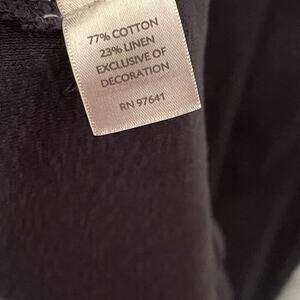 77% COTTON
23% LINEN
EXCLUSIVE OF
DECORATION
RN 97641